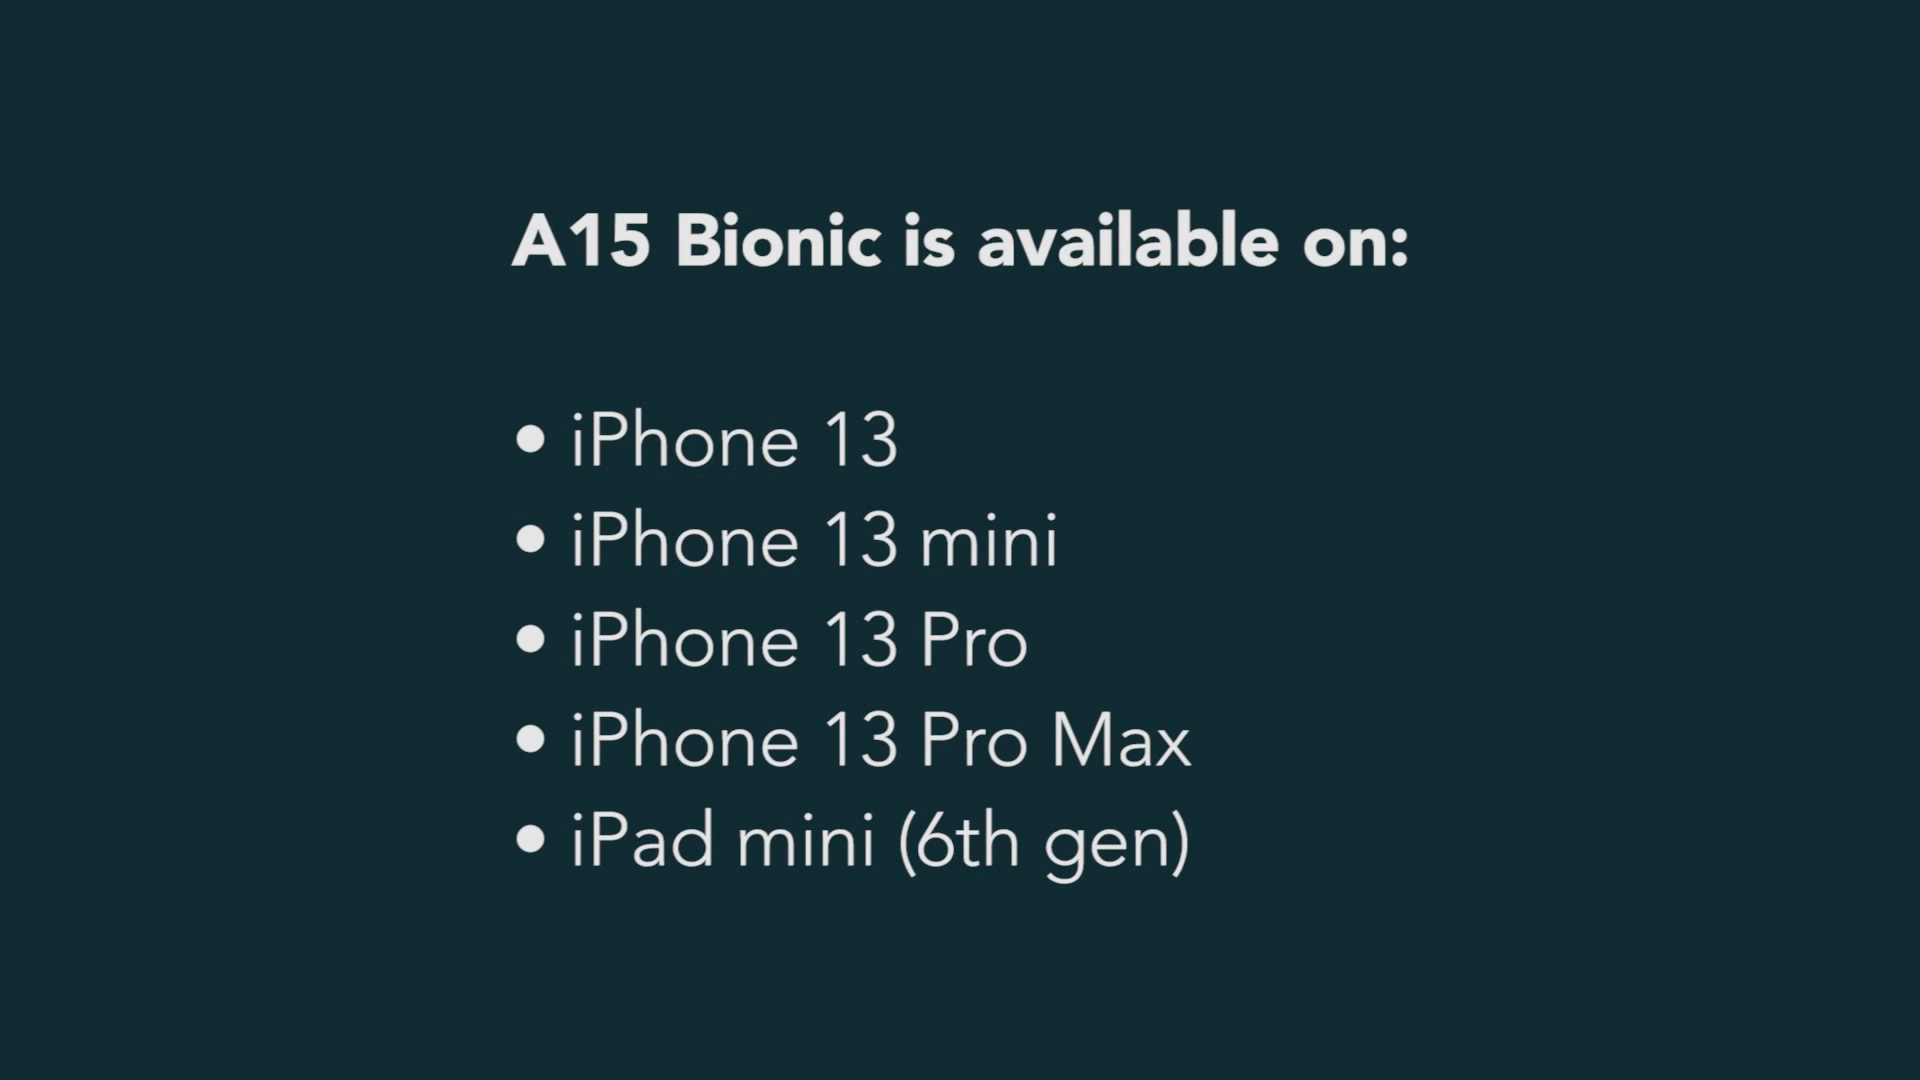 A15 Bionic is available on:
• iPhone 13
• iPhone 13 mini
• iPhone 13 Pro
• iPhone 13 Pro Max
• iPad mini (6th gen)